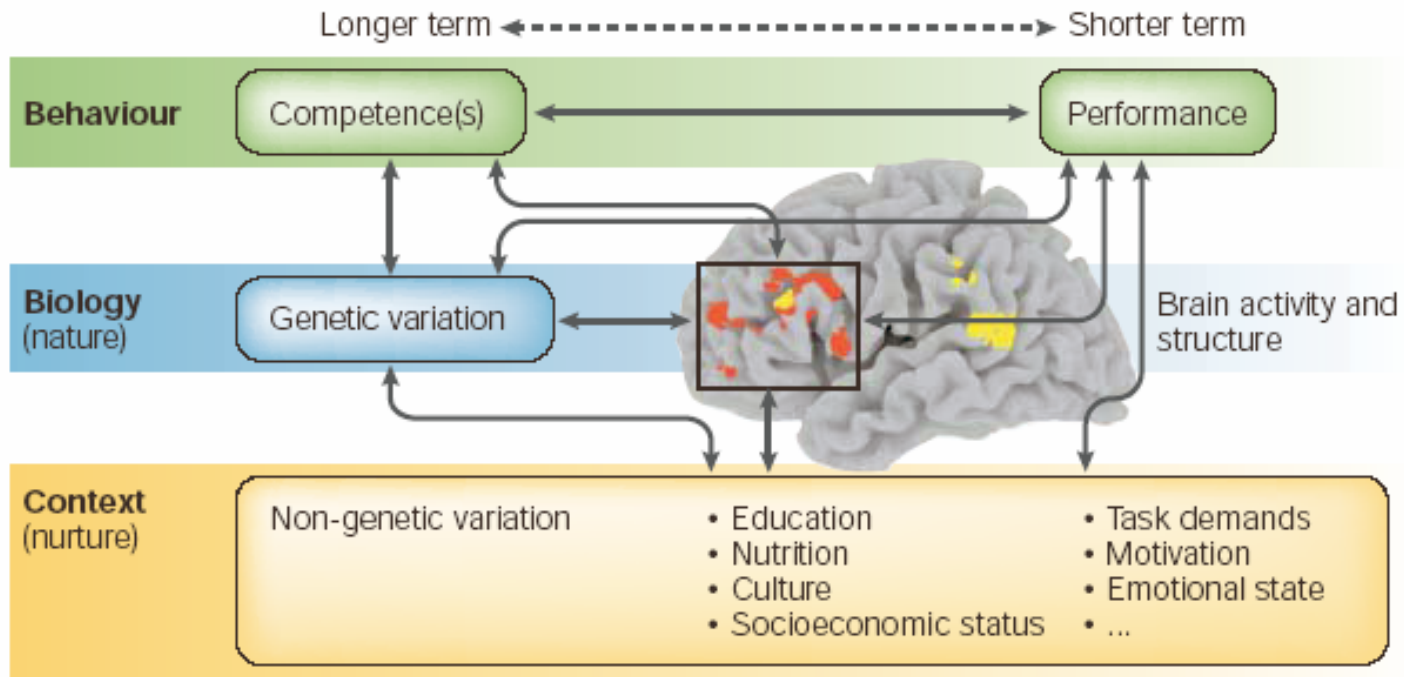 Longer term
Shorter term
Behaviour
Competence(s)
Performance
Biology
(nature)
Genetic variation
Brain activity and
structure
Context
(nurture)
Non-genetic variation
• Education
• Nutrition
• Culture
• Socioeconomic status
• Task demands
• Motivation
• Emotional state
• ...